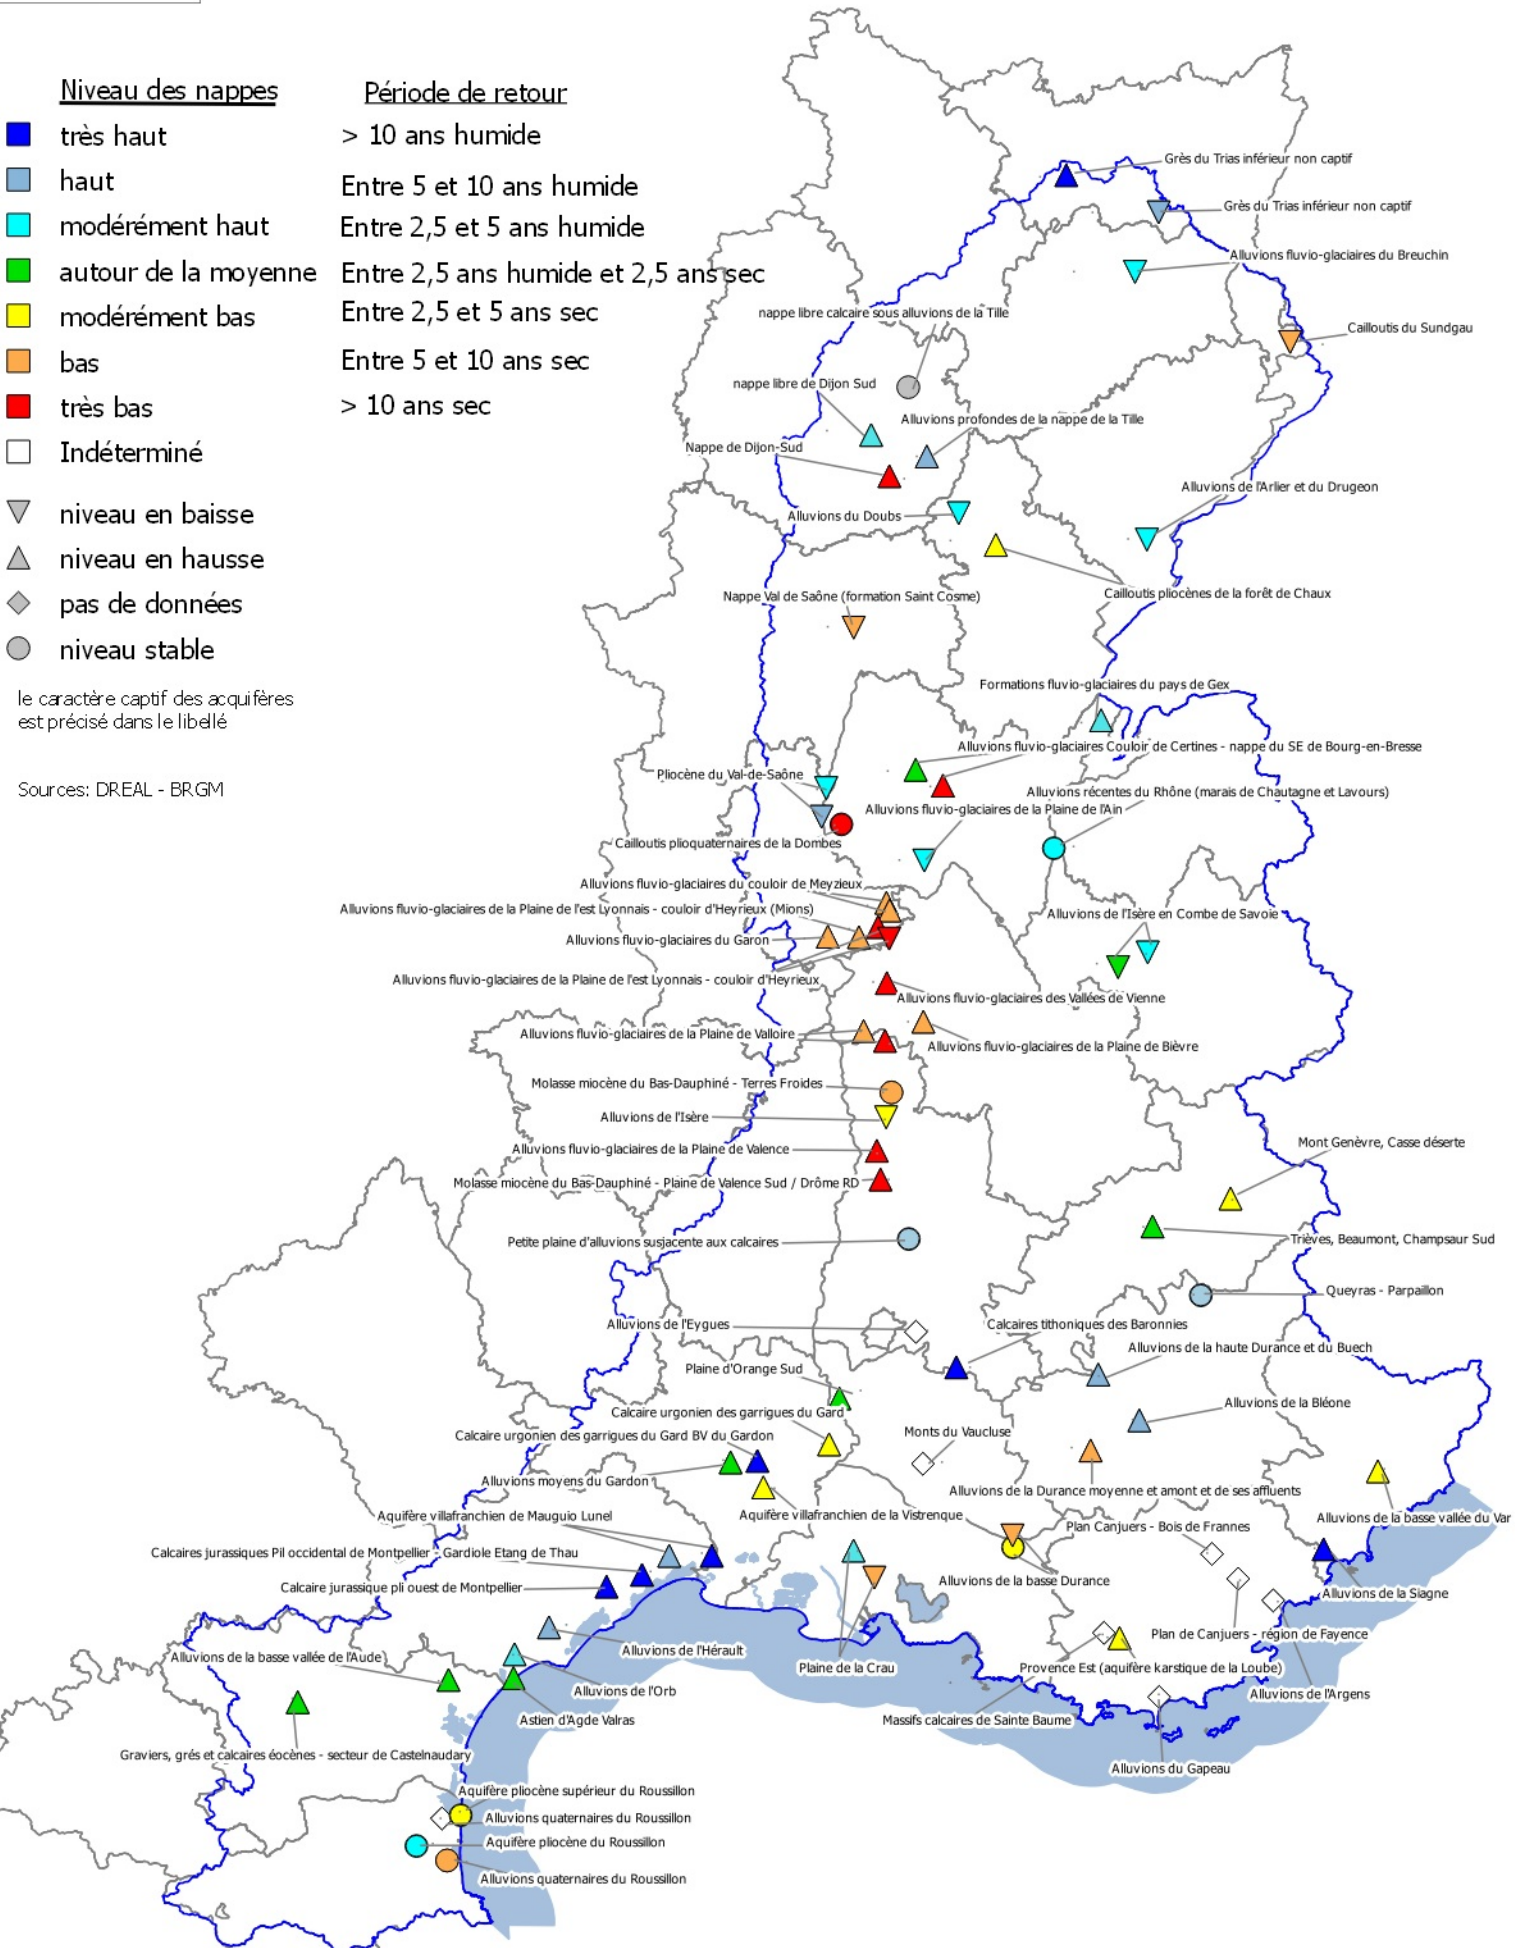 Niveau des nappes
Période de retour
très haut
> 10 ans humide
haut
Entre 5 et 10 ans humide
modérément haut
Entre 2,5 et 5 ans humide
autour de la moyenne
Entre 2,5 ans humide et 2,5 ans sec
modérément bas
Entre 2,5 et 5 ans sec
bas
Entre 5 et 10 ans sec
très bas
> 10 ans sec
Indéterminé
niveau en baisse
niveau en hausse
pas de données
niveau stable
le caractère captif des acquifères
est précisé dans le libellé
Sources: DREAL - BRGM
Grès du Trias inférieur non captif
Grès du Trias inférieur non captif
Alluvions fluvio-glaciaires du Breuchin
nappe libre calcaire sous alluvions de la Tille
Cailloutis du Sundgau
nappe libre de Dijon Sud
Alluvions profondes de la nappe de la Tille
Nappe de Dijon-Sud
Alluvions de l'Arlier et du Drugeon
Alluvions du Doubs
Cailloutis pliocènes de la forêt de Chaux
Nappe Val de Saône (formation Saint Cosme)
Formations fluvio-glaciaires du pays de Gex
Alluvions fluvio-glaciaires Couloir de Certines - nappe du SE de Bourg-en-Bresse
Pliocène du Val-de-Saône
Alluvions récentes du Rhône (marais de Chautagne et Lavours)
Alluvions fluvio-glaciaires de la Plaine de l'Ain
Cailloutis plioquaternaires de la Dombes
Alluvions fluvio-glaciaires du couloir de Meyzieux
Alluvions fluvio-glaciaires de la Plaine de l'est Lyonnais - couloir d'Heyrieux (Mions)
Alluvions de l'Isère en Combe de Savoie
Alluvions fluvio-glaciaires du Garon
Alluvions fluvio-glaciaires de la Plaine de l'est Lyonnais - couloir d'Heyrieux
Alluvions fluvio-glaciaires des Vallées de Vienne
Alluvions fluvio-glaciaires de la Plaine de Valloire
Alluvions fluvio-glaciaires de la Plaine de Bièvre
Molasse miocène du Bas-Dauphiné - Terres Froides
Alluvions de l'Isère
Mont Genèvre, Casse déserte
Alluvions fluvio-glaciaires de la Plaine de Valence
Molasse miocène du Bas-Dauphiné - Plaine de Valence Sud / Drôme RD
Petite plaine d'alluvions susjacente aux calcaires
Trièves, Beaumont, Champsaur Sud
Queyras - Parpaillon
Alluvions de l'Eygues
Calcaires tithoniques des Baronnies
Alluvions de la haute Durance et du Buech
Plaine d'Orange Sud
Alluvions de la Bléone
Calcaire urgonien des garrigues du Gard
Calcaire urgonien des garrigues du Gard BV du Gardon
Monts du Vaucluse
Alluvions moyens du Gardon
Alluvions de la Durance moyenne et amont et de ses affluents
Aquifère villafranchien de Mauguio Lunel
Aquifère villafranchien de la Vistrenque
Alluvions de la basse vallée du Var
Plan Canjuers - Bois de Frannes
Calcaires jurassiques Pil occidental de Montpellier - Gardiole Etang de Thau
Calcaire jurassique pli ouest de Montpellier
Alluvions de la basse Durance
Alluvions de la Siagne
Plan de Canjuers - région de Fayence
Alluvions de l'Hérault
Alluvions de la basse vallée de l'Aude
Plaine de la Crau
Provence Est (aquifère karstique de la Loube)
Alluvions de l'Orb
Alluvions de l'Argens
Astien d'Agde Valras
Massifs calcaires de Sainte Baume
Graviers, grés et calcaires éocènes - secteur de Castelnaudary
Alluvions du Gapeau
Aquifère pliocène supérieur du Roussillon
Alluvions quaternaires du Roussillon
Aquifère pliocène du Roussillon
Alluvions quaternaires du Roussillon